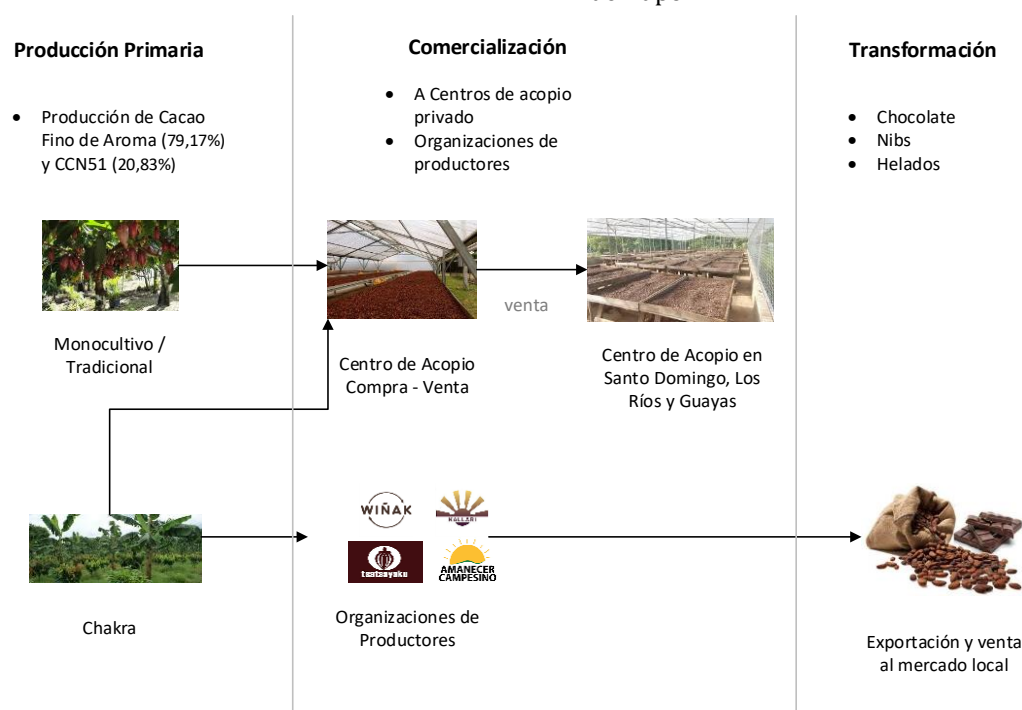 Producción Primaria
Comercialización
Transformación
• Producción de Cacao
Fino de Aroma (79,17%)
y CCN51 (20,83%)
• A Centros de acopio
privado
• Organizaciones de
productores
• Chocolate
• Nibs
• Helados
venta
Monocultivo /
Tradicional
Centro de Acopio
Compra - Venta
Centro de Acopio en
Santo Domingo, Los
Ríos y Guayas
WIÑAK
KALLARI
tsatsayaku
AMANECER
CAMPESINO
Chakra
Organizaciones de
Productores
Exportación y venta
al mercado local